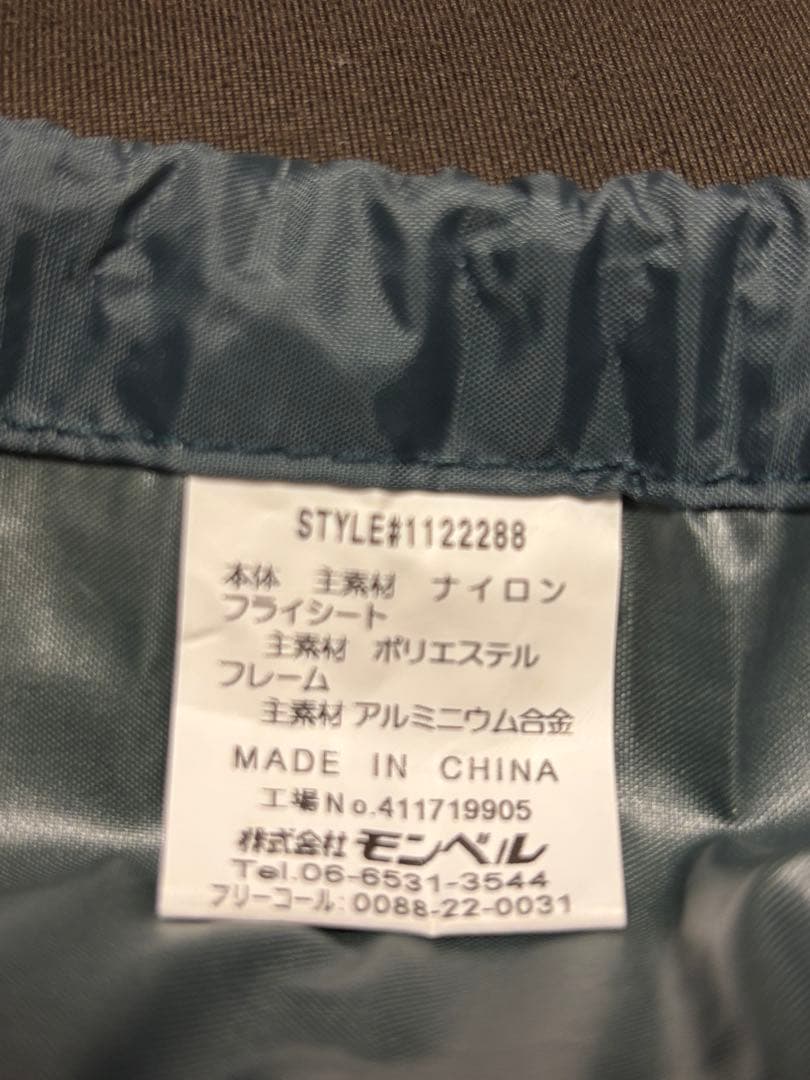 STYLE#1122288
本体 主素材 ナイロン
フライシート
主素材 ポリエステル
フレーム
主素材 アルミニウム合金
MADE IN CHINA
工場No.411719905
株式会社 モンベル
Tel.06-6531-3544
フリーコール:0088-22-0031